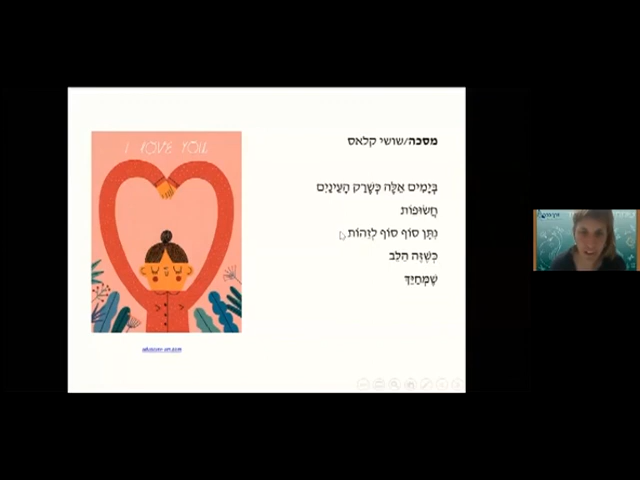 I LOVE YOU
מסכה/שושי קלאס
בְּיָמִים אֵלֶּה כְּשֶׁרַק הָעֵינַיִם
חֲשׂוּפוֹת
נִתָּן סוֹף סוֹף לְזַהוֹת
כְּשֶׁזֶּה הַלֵּב
שֶׁמְּחַיֵּךְ